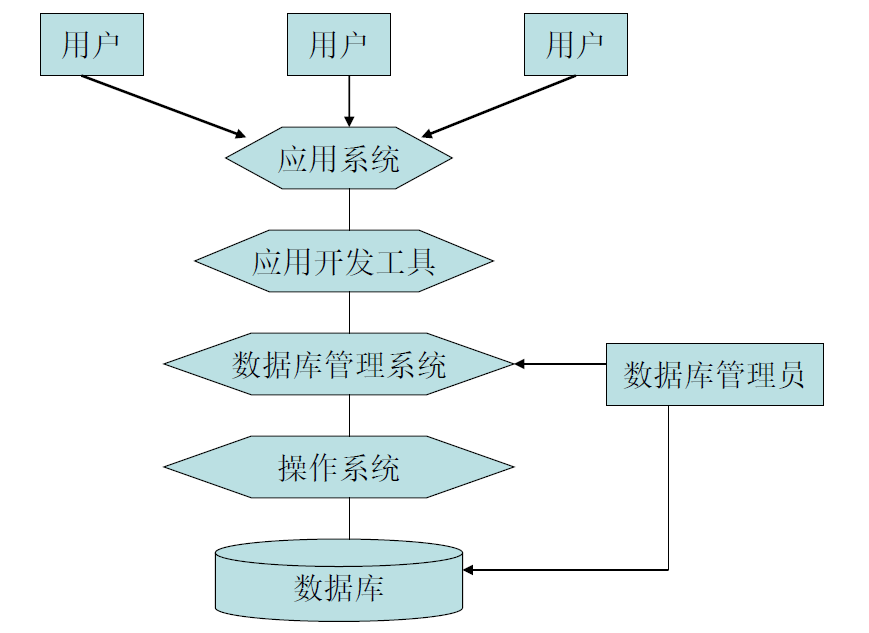 用户
用户
用户
应用系统
应用开发工具
数据库管理系统
数据库管理员
操作系统
数据库